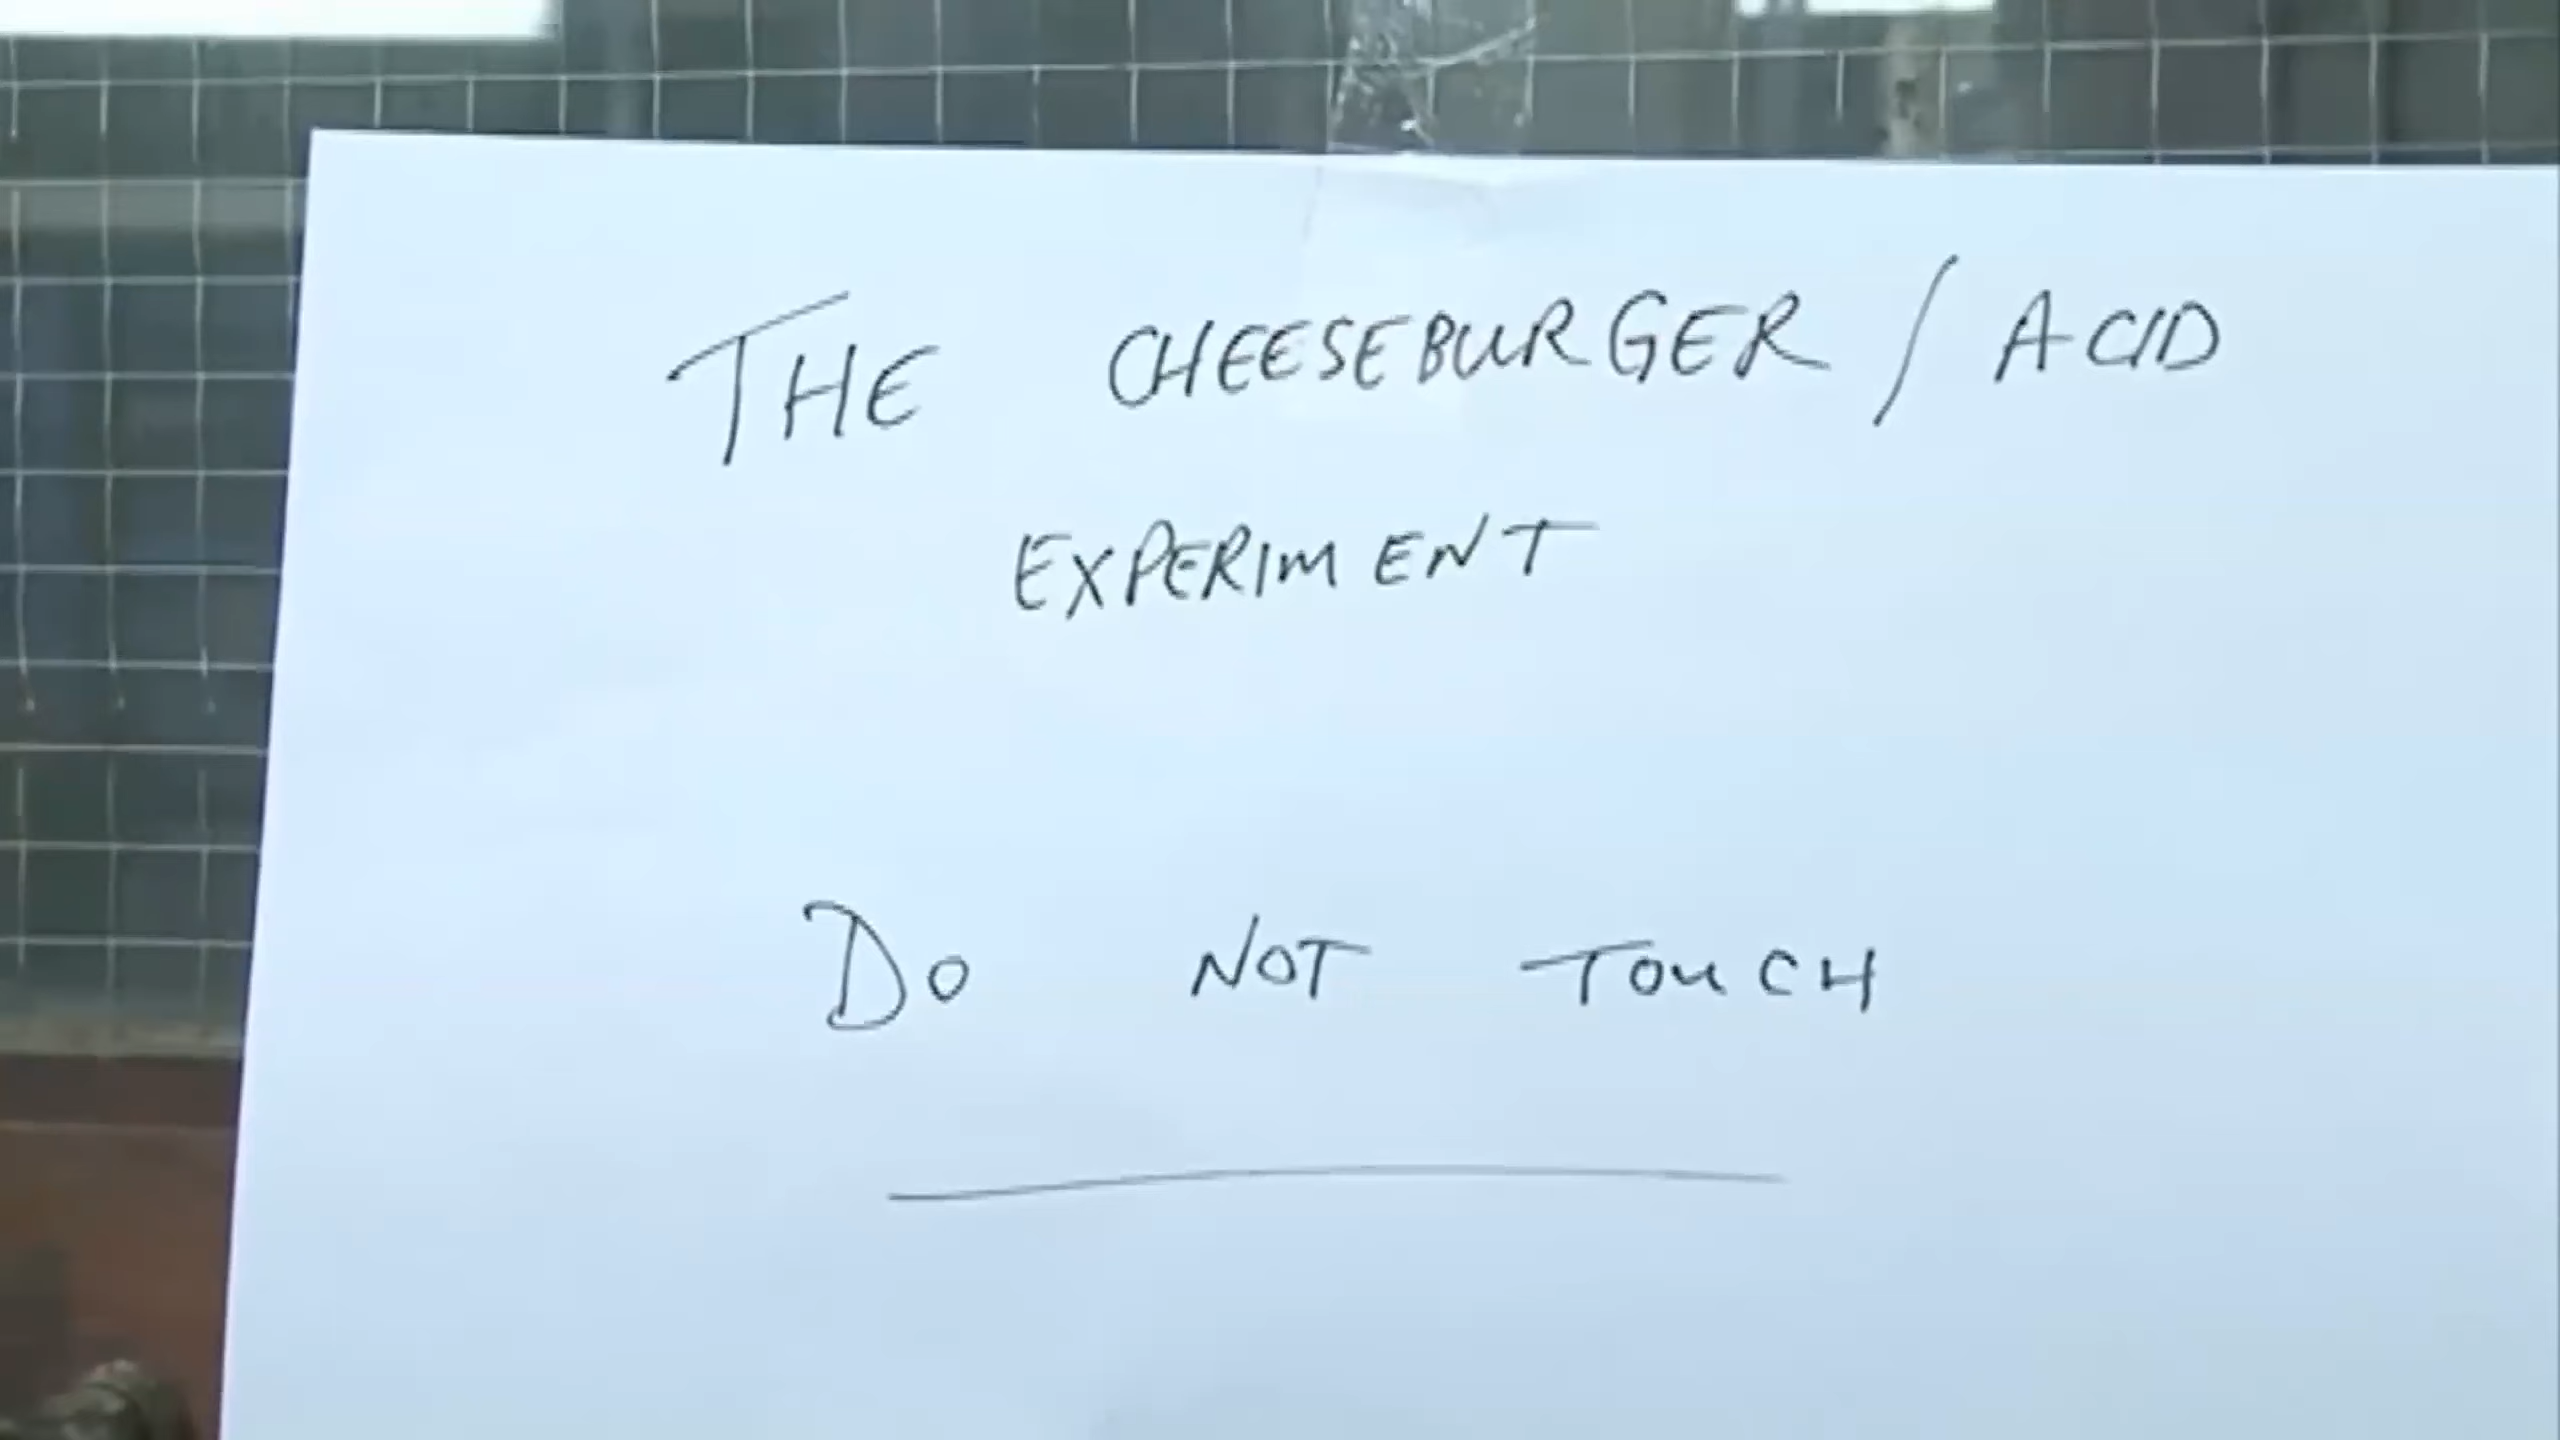 THE CHEESEBURGER / ACID
EXPERIMENT
DO NOT TOUCH